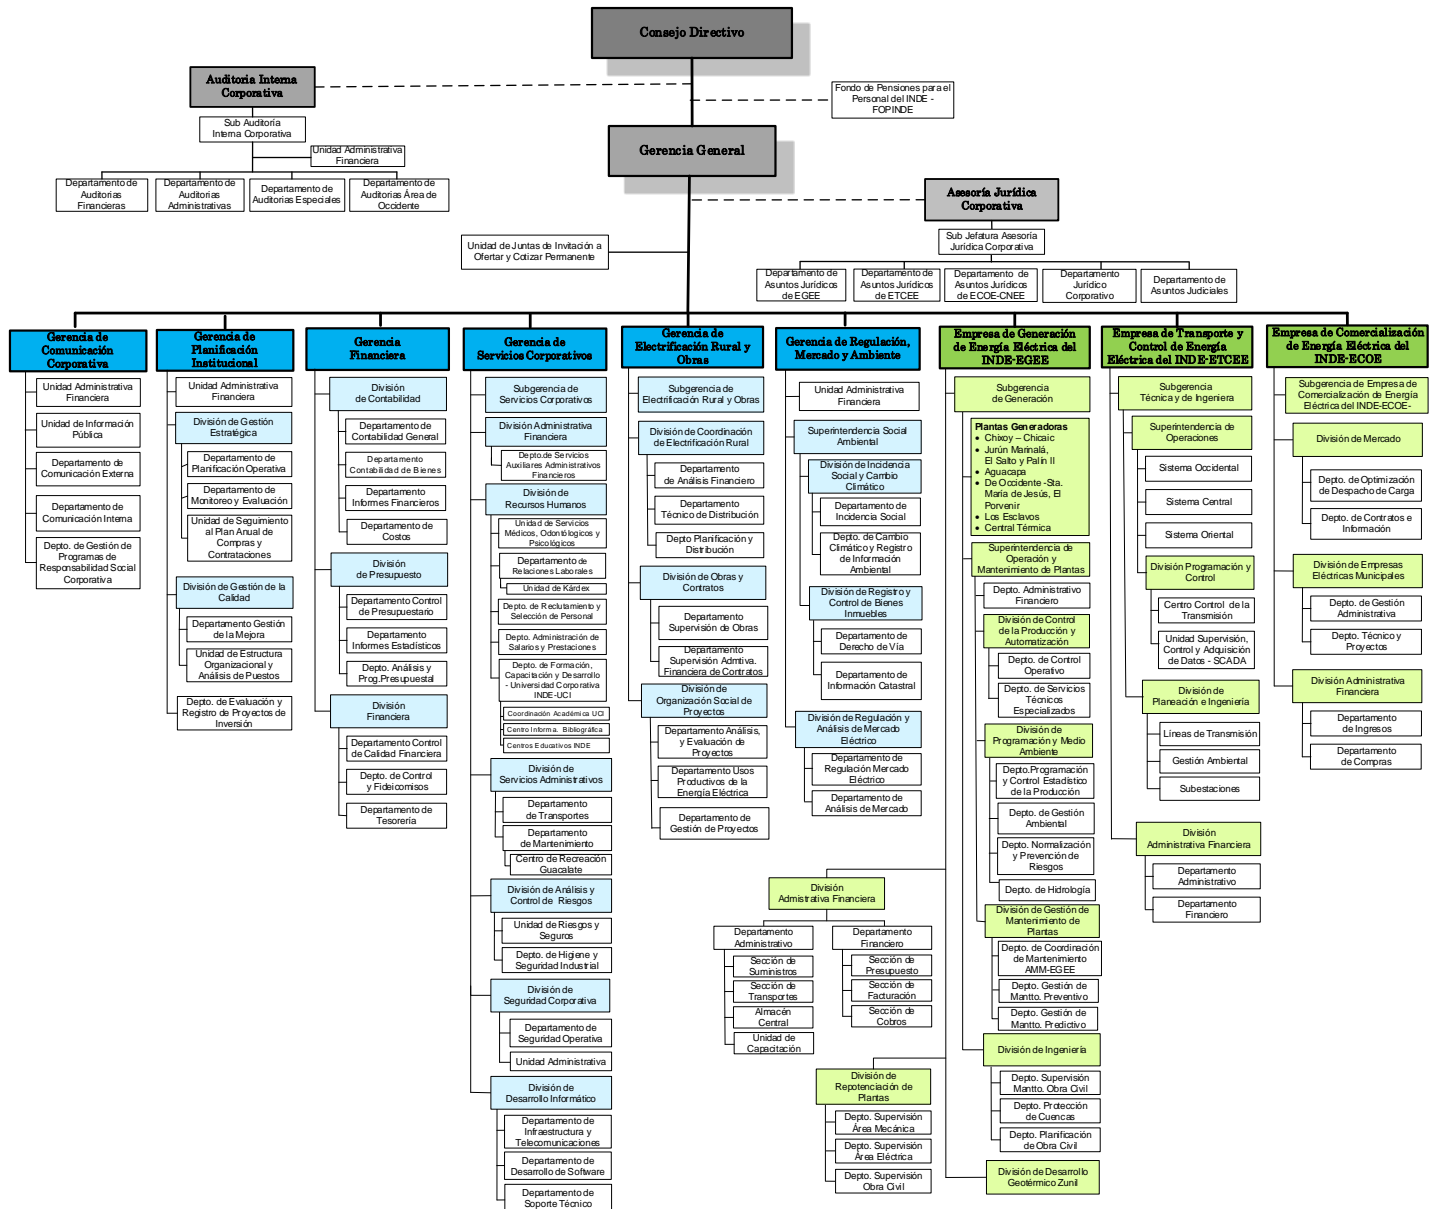 Consejo Directivo
Auditoria Interna
Corporativa
Fondo de Pensiones para el
Personal del INDE -
FOPINDE
Sub Auditoría
Interna Corporativa
Unidad Administrativa
Financiera
Gerencia General
Departamento de
Auditorias
Financieras
Departamento de
Auditorias
Administrativas
Departamento de
Auditorias Especiales
Departamento de
Auditorías Área de
Occidente
Asesoría Jurídica
Corporativa
Unidad de Juntas de Invitación a
Ofertar y Cotizar Permanente
Sub Jefatura Asesoría
Jurídica Corporativa
Departamento de
Asuntos Jurídicos
de EGEE
Departamento de
Asuntos Jurídicos
de ETCEE
Departamento de
Asuntos Jurídicos
de ECOE-CNEE
Departamento
Jurídico
Corporativo
Departamento de
Asuntos Judiciales
Gerencia de
Comunicación
Corporativa
Unidad Administrativa
Financiera
Unidad de Información
Pública
Departamento de
Comunicación Externa
Departamento de
Comunicación Interna
Depto. de Gestión de
Programas de
Responsabilidad Social
Corporativa
Gerencia de
Planificación
Institucional
Unidad Administrativa
Financiera
División de Gestión
Estratégica
Departamento de
Planificación Operativa
Departamento de
Monitoreo y Evaluación
Unidad de Seguimiento
al Plan Anual de
Compras y
Contrataciones
División de Gestión de la
Calidad
Departamento Gestión
de la Mejora
Unidad de Estructura
Organizacional y
Análisis de Puestos
Depto. de Evaluación y
Registro de Proyectos de
Inversión
Gerencia
Financiera
División
de Contabilidad
Departamento de
Contabilidad General
Departamento
Contabilidad de Bienes
Departamento
Informes Financieros
Departamento de
Costos
División
de Presupuesto
Departamento Control
de Presupuestario
Departamento
Informes Estadísticos
Depto. Análisis y
Prog.Presupuestal
División
Financiera
Departamento Control
de Calidad Financiera
Depto. de Control
y Fideicomisos
Departamento de
Tesorería
Gerencia de
Servicios Corporativos
Subgerencia de
Servicios Corporativos
División Administrativa
Financiera
Depto.de Servicios
Auxiliares Administrativos
Financieros
División de
Recursos Humanos
Unidad de Servicios
Médicos, Odontológicos y
Psicológicos
Departamento de
Relaciones Laborales
Unidad de Kárdex
Depto. de Reclutamiento y
Selección de Personal
Depto. Administración de
Salarios y Prestaciones
Depto. de Formación,
Capacitación y Desarrollo
- Universidad Corporativa
INDE-UCI
Coordinación Académica UCI
Centro Informa. Bibliográfica
Centros Educativos INDE
División de
Servicios Administrativos
Departamento
de Transportes
Departamento
de Mantenimiento
Centro de Recreación
Guacalate
División de Análisis y
Control de Riesgos
Unidad de Riesgos y
Seguros
Depto. de Higiene y
Seguridad Industrial
División de
Seguridad Corporativa
Departamento de
Seguridad Operativa
Unidad Administrativa
División de
Desarrollo Informático
Departamento de
Infraestructura y
Telecomunicaciones
Departamento de
Desarrollo de Software
Departamento de
Soporte Técnico
Gerencia de
Electrificación Rural y
Obras
Subgerencia de
Electrificación Rural y Obras
División de Coordinación
de Electrificación Rural
Departamento
de Análisis Financiero
Departamento
Técnico de Distribución
Depto Planificación y
Distribución
División de Obras y
Contratos
Departamento
Supervisión de Obras
Departamento
Supervisión Admtiva.
Financiera de Contratos
División de
Organización Social de
Proyectos
Departamento Análisis,
y Evaluación de
Proyectos
Departamento Usos
Productivos de la
Energía Eléctrica
Departamento de
Gestión de Proyectos
Gerencia de Regulación,
Mercado y Ambiente
Unidad Administrativa
Financiera
Superintendencia Social
Ambiental
División de Incidencia
Social y Cambio
Climático
Departamento de
Incidencia Social
Depto. de Cambio
Climático y Registro
de Información
Ambiental
División de Registro y
Control de Bienes
Inmuebles
Departamento de
Derecho de Vía
Departamento de
Información Catastral
División de Regulación y
Análisis de Mercado
Eléctrico
Departamento de
Regulación Mercado
Eléctrico
Departamento de
Análisis de Mercado
Empresa de Generación
de Energía Eléctrica del
INDE-EGEE
Subgerencia
de Generación
Plantas Generadoras
• Chixoy – Chicaic
• Jurún Marinalá,
El Salto y Palín II
• Aguacapa
• De Occidente -Sta.
María de Jesús, El
Porvenir
• Los Esclavos
• Central Térmica
Superintendencia de
Operación y
Mantenimiento de Plantas
Depto. Administrativo
Financiero
División de Control
de la Producción y
Automatización
Depto. de Control
Operativo
Depto. de Servicios
Técnicos
Especializados
División de
Programación y Medio
Ambiente
Depto.Programación
y Control Estadístico
de la Producción
Depto. de Gestión
Ambiental
Depto. Normalización
y Prevención de
Riesgos
Depto. de Hidrología
División de Gestión de
Mantenimiento de
Plantas
Depto. de Coordinación
de Mantenimiento
AMM-EGEE
Depto. Gestión de
Mantto. Preventivo
Depto. Gestión de
Mantto. Predictivo
División de Ingeniería
Depto. Supervisión
Mantto. Obra Civil
Depto. Protección
de Cuencas
Depto. Planificación
de Obra Civil
División de Desarrollo
Geotérmico Zunil
División
Admistrativa Financiera
Departamento
Administrativo
Sección de
Suministros
Sección de
Transportes
Almacén
Central
Unidad de
Capacitación
Departamento
Financiero
Sección de
Presupuesto
Sección de
Facturación
Sección de
Cobros
División de
Repotenciación de
Plantas
Depto. Supervisión
Área Mecánica
Depto. Supervisión
Área Eléctrica
Depto. Supervisión
Obra Civil
Empresa de Transporte y
Control de Energía
Eléctrica del INDE-ETCEE
Subgerencia
Técnica y de Ingeniera
Superintendencia de
Operaciones
Sistema Occidental
Sistema Central
Sistema Oriental
División Programación y
Control
Centro Control de la
Transmisión
Unidad Supervisión,
Control y Adquisición
de Datos - SCADA
División de
Planeación e Ingeniería
Líneas de Transmisión
Gestión Ambiental
Subestaciones
División
Administrativa Financiera
Departamento
Administrativo
Departamento
Financiero
Empresa de Comercialización
de Energía Eléctrica del
INDE-ECOE
Subgerencia de Empresa de
Comercialización de Energía
Eléctrica del INDE-ECOE-
División de Mercado
Depto. de Optimización
de Despacho de Carga
Depto. de Contratos e
Información
División de Empresas
Eléctricas Municipales
Depto. de Gestión
Administrativa
Depto. Técnico y
Proyectos
División Administrativa
Financiera
Departamento
de Ingresos
Departamento
de Compras